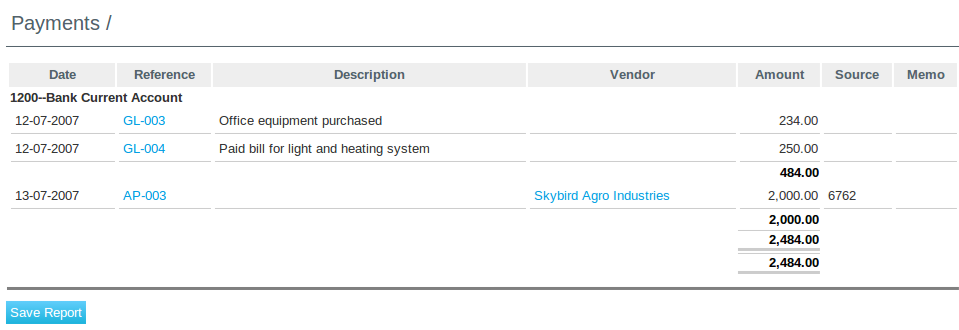 Payments /
Date Reference Description Vendor Amount Source Memo
1200--Bank Current Account
12-07-2007 GL-003 Office equipment purchased 234.00
12-07-2007 GL-004 Paid bill for light and heating system 250.00
484.00
13-07-2007 AP-003 Skybird Agro Industries 2,000.00 6762
2,000.00
2,484.00
2,484.00
Save Report